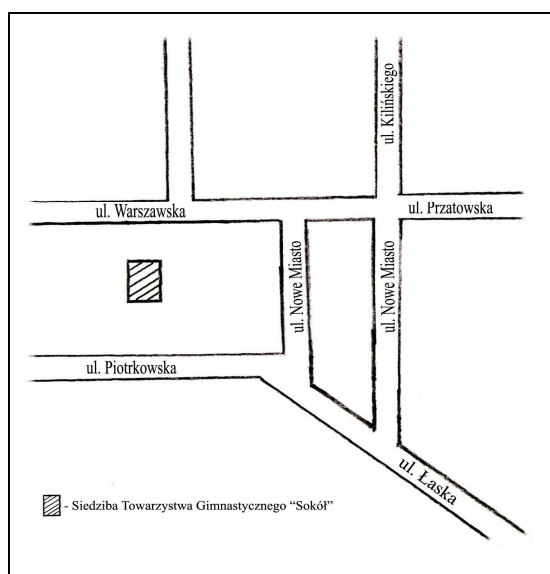 ul. Kilińskiego
ul. Warszawska
ul. Przatowska
ul. Nowe Miasto
ul. Nowe Miasto
ul. Piotrkowska
ul. Łaska
- Siedziba Towarzystwa Gimnastycznego “Sokół”